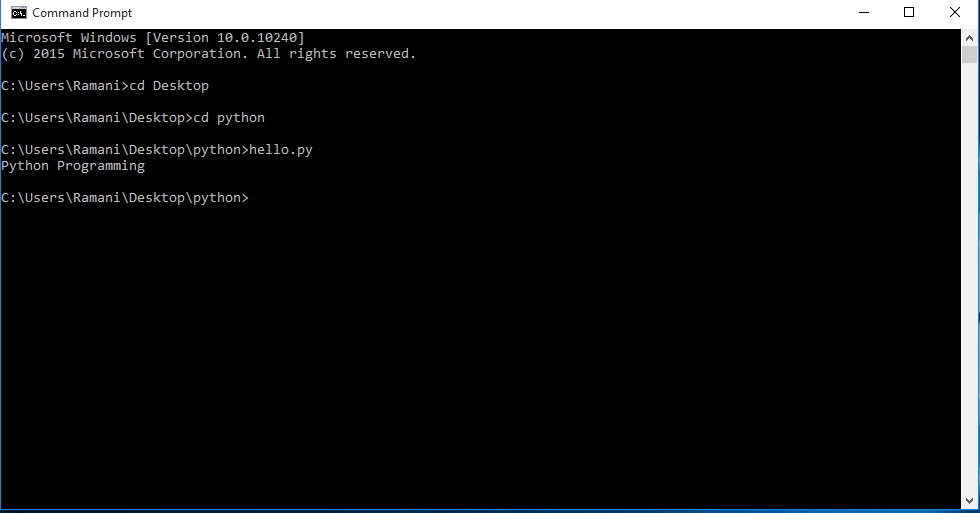 Command Prompt
Microsoft Windows [Version 10.0.10240]
(c) 2015 Microsoft Corporation. All rights reserved.
C:\Users\Ramani>cd Desktop
C:\Users\Ramani\Desktop>cd python
C:\Users\Ramani\Desktop\python>hello.py
Python Programming
C:\Users\Ramani\Desktop\python>